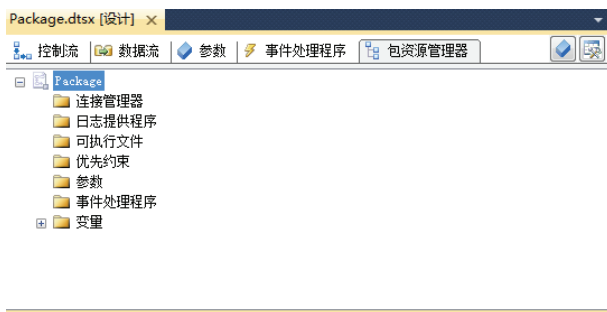 Package.dtsx [设计]
控制流 数据流 参数 事件处理程序 包资源管理器
Package
连接管理器
日志提供程序
可执行文件
优先约束
参数
事件处理程序
变量